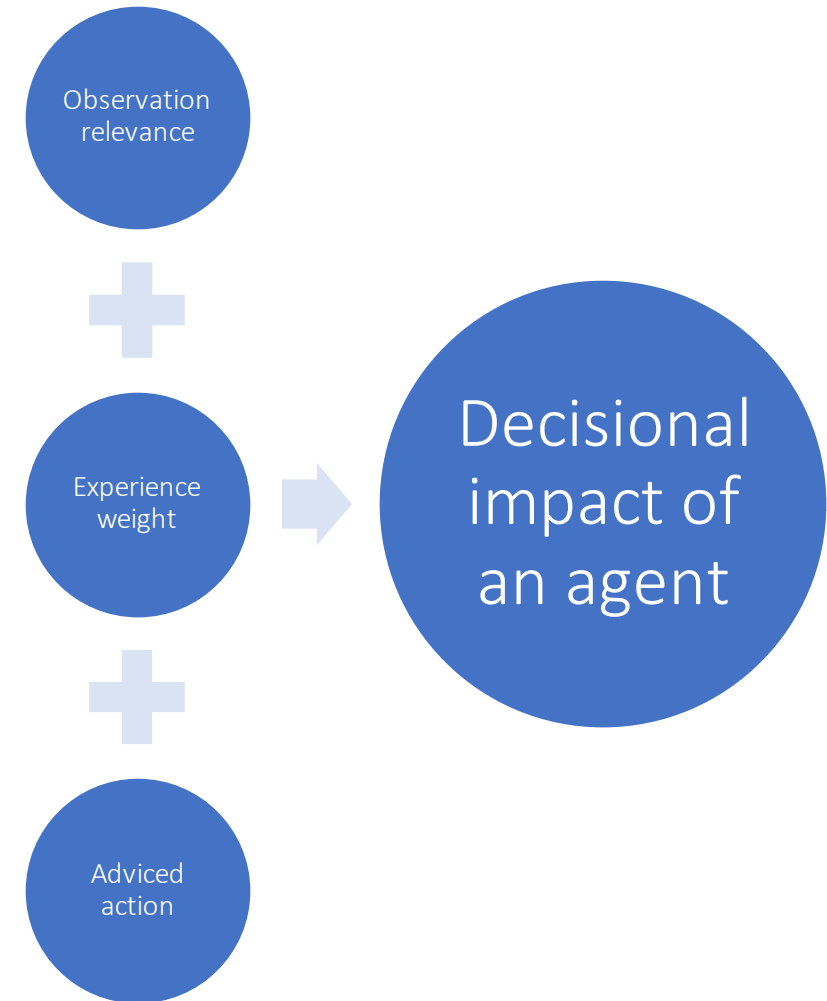 Observation
relevance
Experience
weight
Adviced
action
Decisional
impact of
an agent